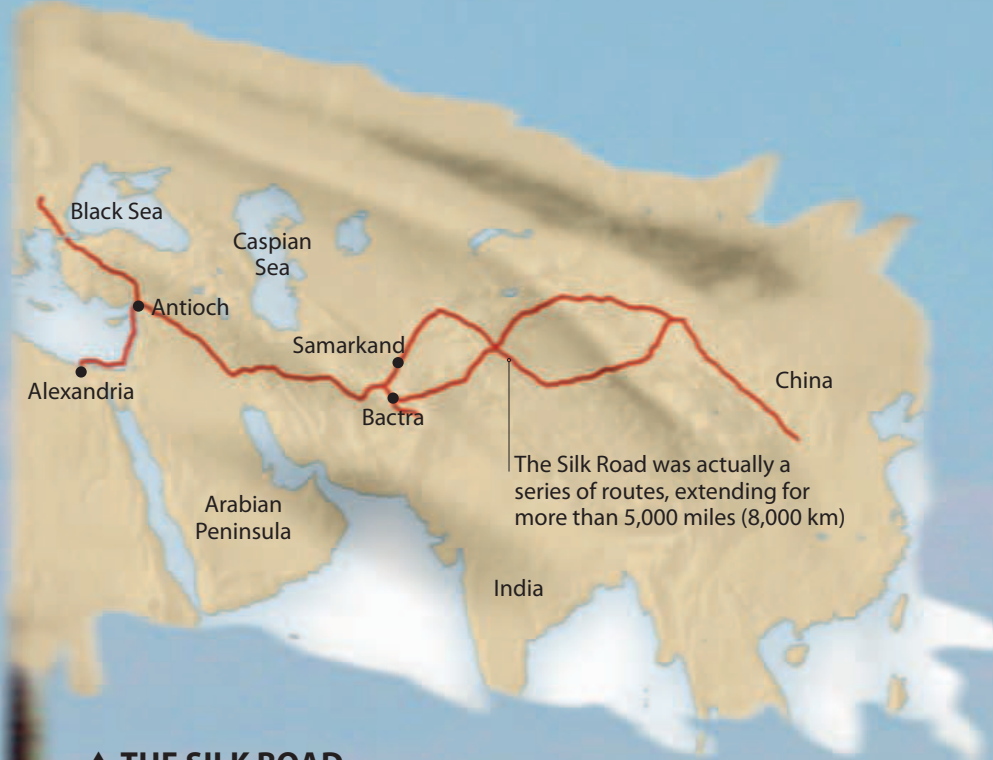 Black Sea
Caspian
Sea
Antioch
Samarkand
Alexandria
Bactra
China
The Silk Road was actually a
series of routes, extending for
more than 5,000 miles (8,000 km)
Arabian
Peninsula
India
▲ THE SILK ROAD